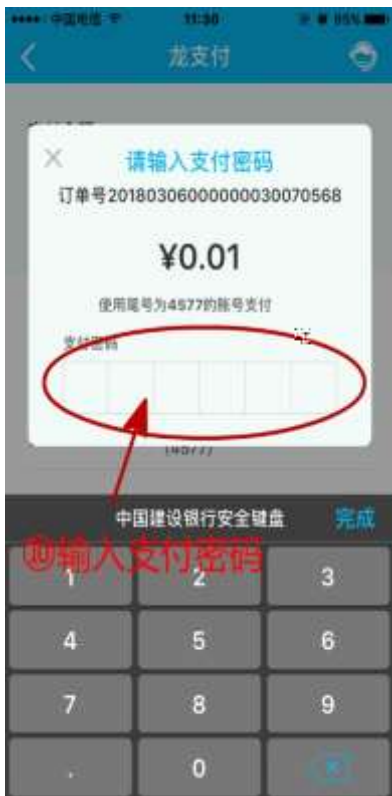 中国电信 11:30 95%
龙支付
请输入支付密码
订单号20180306000000030070568
¥0.01
使用尾号为4577的账号支付
支付密码
(4577)
中国建设银行安全键盘 完成
⑩输入支付密码
1 2 3
4 5 6
7 8 9
. 0